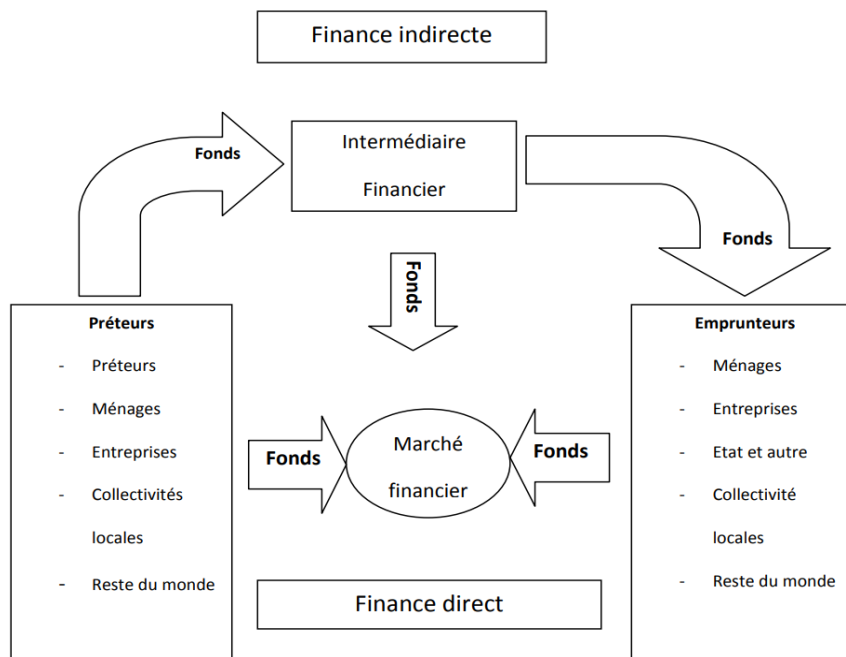 Finance indirecte
Fonds
Intermédiaire
Financier
Fonds
Fonds
Préteurs
- Préteurs
- Ménages
- Entreprises
- Collectivités
locales
- Reste du monde
Fonds
Marché
financier
Fonds
Emprunteurs
- Ménages
- Entreprises
- Etat et autre
- Collectivité
locales
- Reste du monde
Finance direct